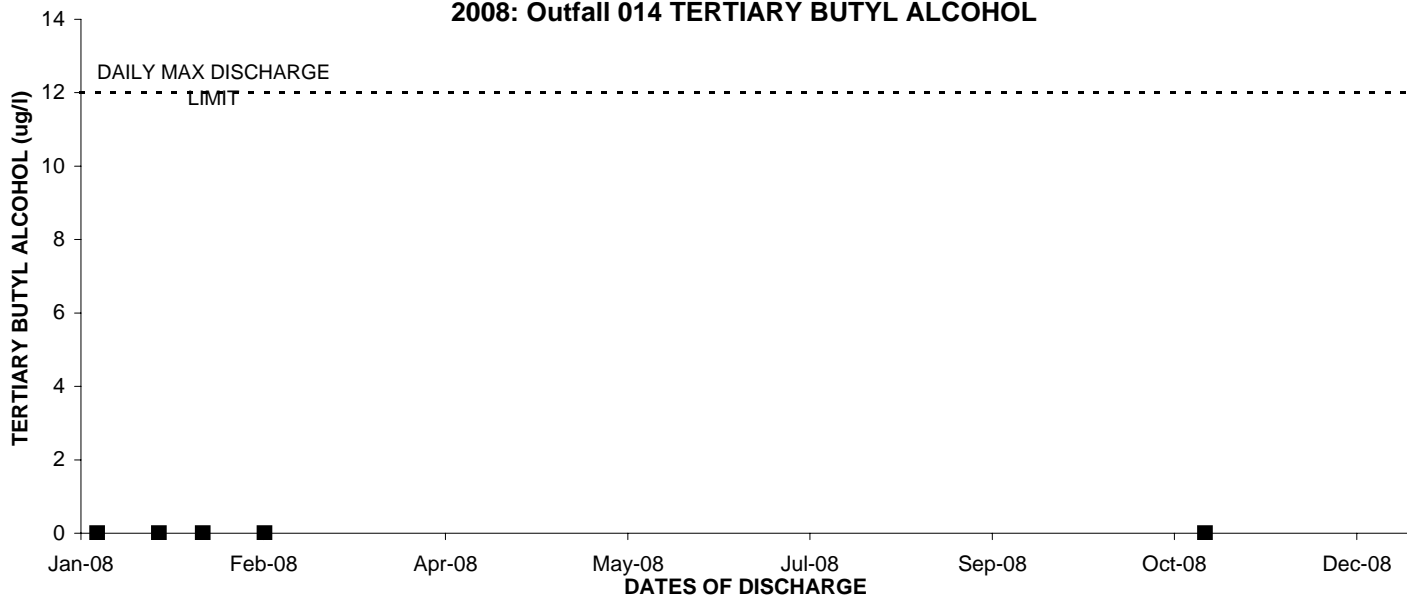 2008: Outfall 014 TERTIARY BUTYL ALCOHOL
14
DAILY MAX DISCHARGE
LIMIT
12
10
8
6
4
2
0
TERTIARY BUTYL ALCOHOL (ug/l)
Jan-08 Feb-08 Apr-08 May-08 Jul-08 Sep-08 Oct-08 Dec-08
DATES OF DISCHARGE